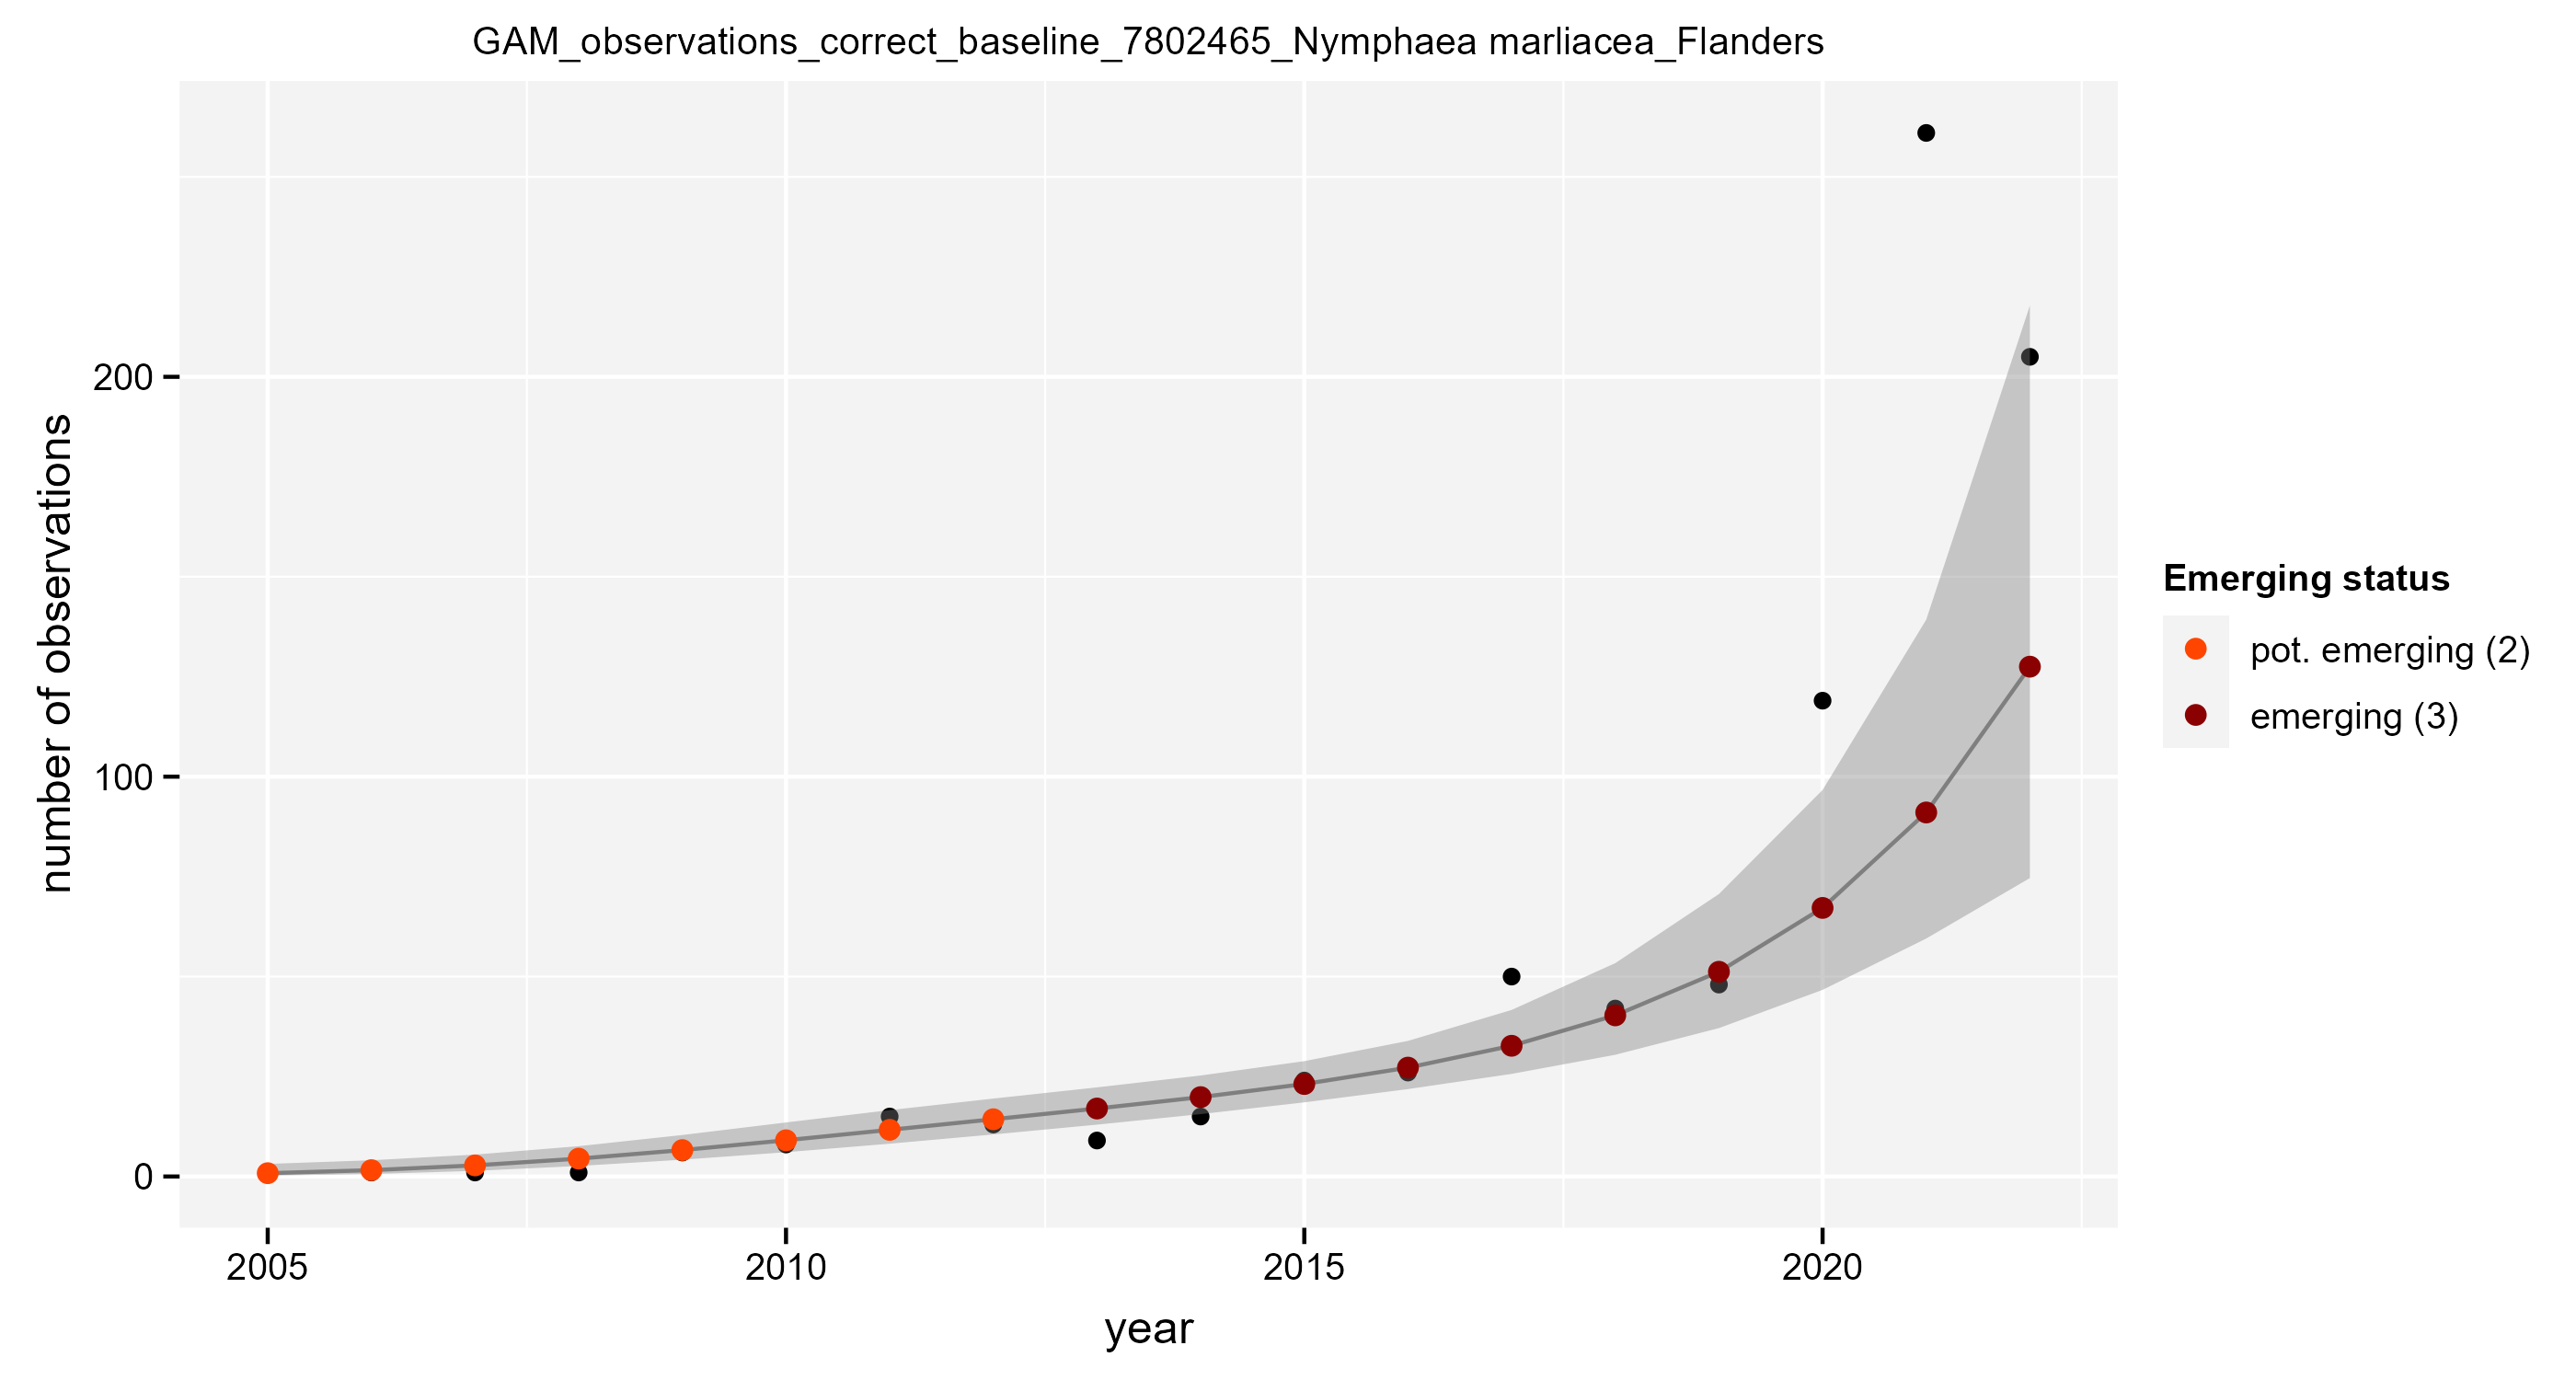 GAM_observations_correct_baseline_7802465_Nymphaea marliacea_Flanders
number of observations
200
100
0
2005
2010
2015
2020
year
Emerging status
pot. emerging (2)
emerging (3)